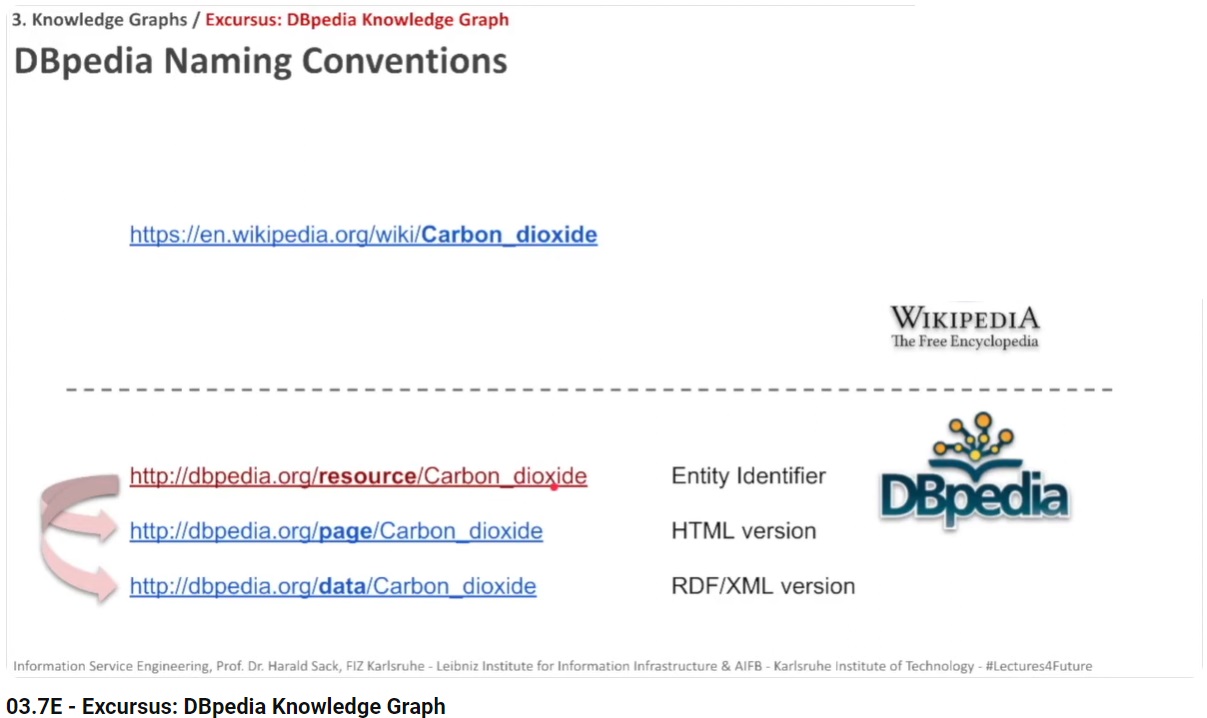 3. Knowledge Graphs / Excursus: DBpedia Knowledge Graph
DBpedia Naming Conventions
https://en.wikipedia.org/wiki/Carbon_dioxide
WIKIPEDIA
The Free Encyclopedia
http://dbpedia.org/resource/Carbon_dioxide Entity Identifier
DBpedia
http://dbpedia.org/page/Carbon_dioxide HTML version
http://dbpedia.org/data/Carbon_dioxide RDF/XML version
Information Service Engineering, Prof. Dr. Harald Sack, FIZ Karlsruhe - Leibniz Institute for Information Infrastructure & AIFB - Karlsruhe Institute of Technology - #Lectures4Future
03.7E - Excursus: DBpedia Knowledge Graph